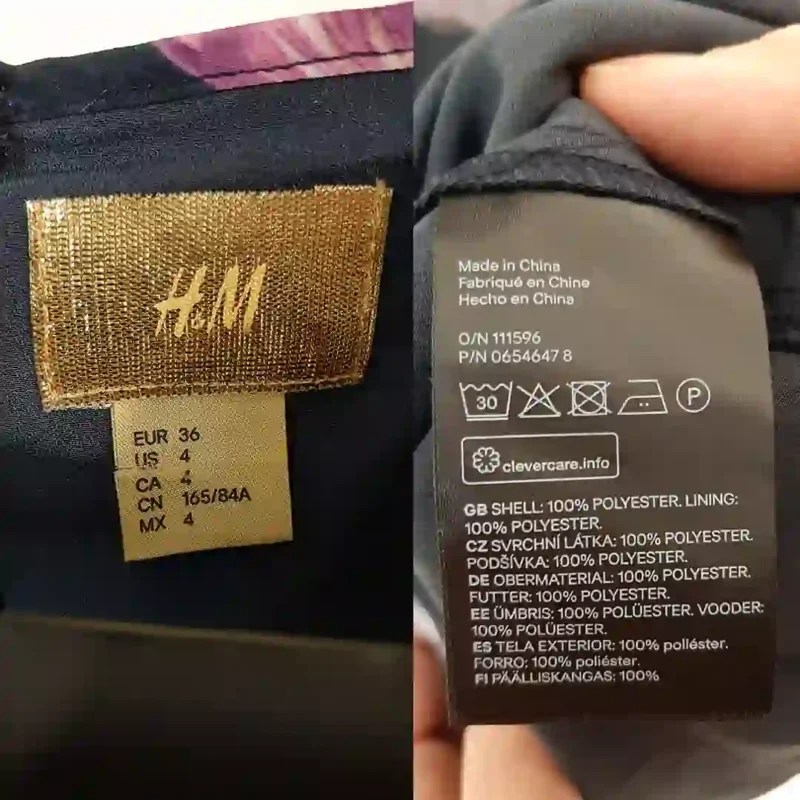 H&M
EUR 36
US 4
CA 4
CN 165/84A
MX 4
Made in China
Fabriqué en Chine
Hecho en China
O/N 111596
P/N 0654647 8
30
P
clevercare.info
GB SHELL: 100% POLYESTER. LINING:
100% POLYESTER.
CZ SVRCHNÍ LÁTKA: 100% POLYESTER.
PODŠÍVKA: 100% POLYESTER.
DE OBERMATERIAL: 100% POLYESTER.
FUTTER: 100% POLYESTER.
EE ÜMBRIS: 100% POLÜESTER. VOODER:
100% POLÜESTER.
ES TELA EXTERIOR: 100% poliéster.
FORRO: 100% poliéster.
FI PÄÄLLISKANGAS: 100%